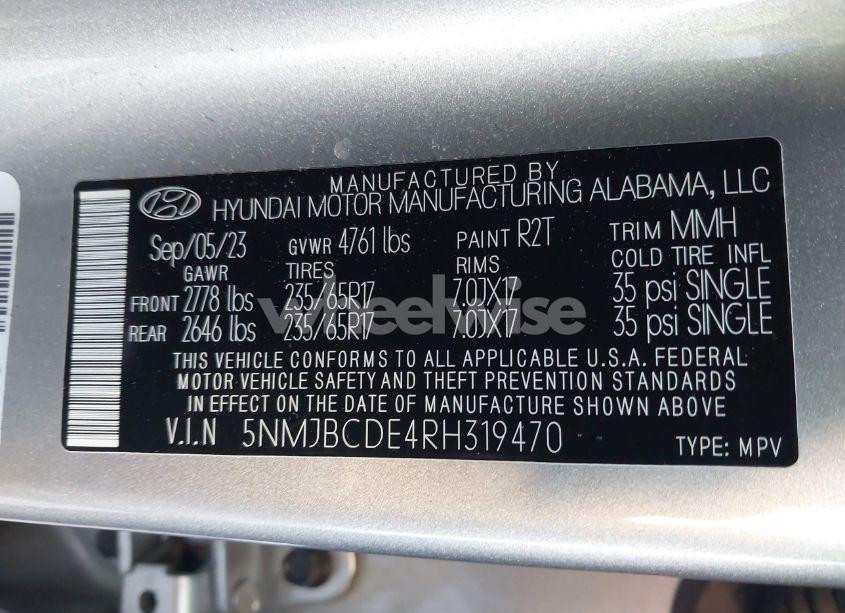 MANUFACTURED BY
HYUNDAI MOTOR MANUFACTURING ALABAMA, LLC
Sep/05/23 GVWR 4761 lbs PAINT R2T TRIM MMH
GAWR TIRES RIMS COLD TIRE INFL
FRONT 2778 lbs 235/65R17 7.0JX17 35 psi SINGLE
REAR 2646 lbs 235/65R17 7.0JX17 35 psi SINGLE
wheelwise
THIS VEHICLE CONFORMS TO ALL APPLICABLE U.S.A. FEDERAL
MOTOR VEHICLE SAFETY AND THEFT PREVENTION STANDARDS
IN EFFECT ON THE DATE OF MANUFACTURE SHOWN ABOVE
V.I.N 5NMJBCDE4RH319470 TYPE: MPV